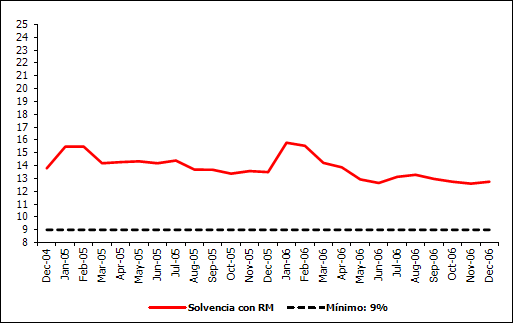 25
24
23
22
21
20
19
18
17
16
15
14
13
12
11
10
9
8
Dec-04
Jan-05
Feb-05
Mar-05
Apr-05
May-05
Jun-05
Jul-05
Aug-05
Sep-05
Oct-05
Nov-05
Dec-05
Jan-06
Feb-06
Mar-06
Apr-06
May-06
Jun-06
Jul-06
Aug-06
Sep-06
Oct-06
Nov-06
Dec-06
Solvencia con RM Mínimo: 9%